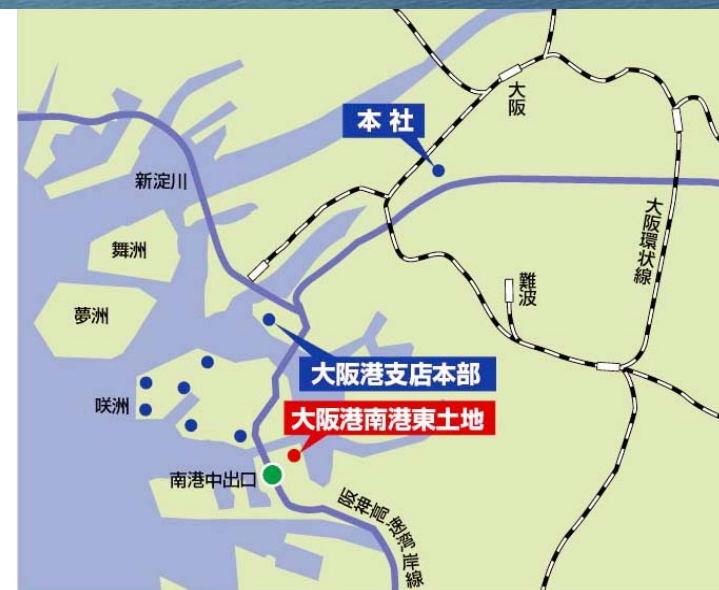 大阪
本社
新淀川
大阪環状線
舞洲
難波
夢洲
大阪港支店本部
咲洲
大阪港南港東土地
南港中出口
阪神高速湾岸線